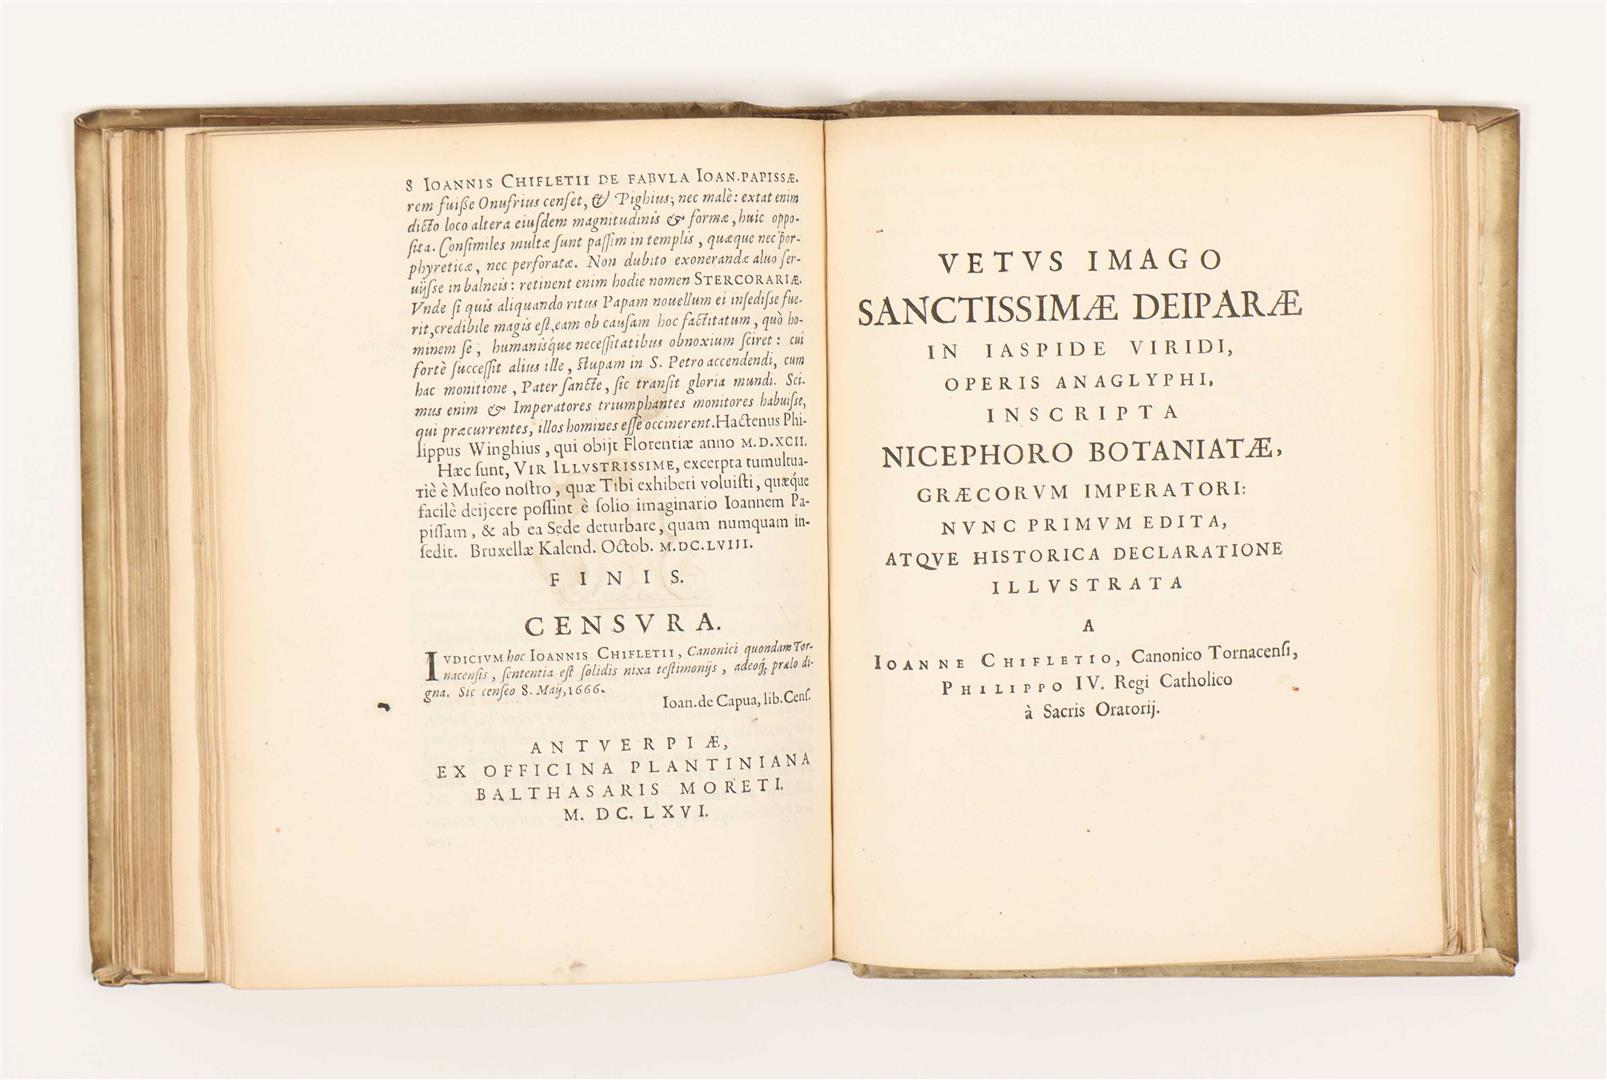 8 IOANNIS CHIFLETII DE FABVLA IOAN.PAPISSÆ.
rem fuiſſe Onufrius cenſet, & Pighius; nec malè: extat enim
dicto loco altera eiuſdem magnitudinis & formæ, huic oppo-
ſita. Conſimiles multæ ſunt paſſim in templis, quæque nec por-
phyreticæ, nec perforatæ. Non dubito exonerandæ aluo ſer-
uijſſe in balneis: retinent enim hodie nomen STERCORARIÆ.
Vnde ſi quis aliquando ritus Papam nouellum ei inſediſſe fue-
rit, credibile magis eſt, eam ob cauſam hoc factitatum, quò ho-
minem ſe, humanisque neceſſitatibus obnoxium ſciret: cui
fortè ſucceſſit alius ille, ſtupam in S. Petro accendendi, cum
hac monitione, Pater ſancte, ſic tranſit gloria mundi. Sci-
mus enim & Imperatores triumphantes monitores habuiſſe,
qui præcurrentes, illos homines eſſe occinerent. Hactenus Phi-
lippus Winghius, qui obijt Florentiæ anno M.D.XCII.
Hæc ſunt, VIR ILLVSTRISSIME, excerpta tumultua-
riè è Muſeo noſtro, quæ Tibi exhiberi voluiſti, quæque
facilè deijcere poſſint è ſolio imaginario Ioannem Pa-
piſſam, & ab ea Sede deturbare, quam numquam in-
ſedit. Bruxellæ Kalend. Octob. M.DC.LVIII.
FINIS.
CENSVRA.
IVDICIVM hoc IOANNIS CHIFLETII, Canonici quondam Tor-
nacenſis, ſententia eſt ſolidis nixa teſtimonijs, adeoq; prælo di-
gna. Sic cenſeo 8. Maij, 1666.
Ioan. de Capua, lib. Cenſ.
ANTVERPIÆ,
EX OFFICINA PLANTINIANA
BALTHASARIS MORETI.
M. DC. LXVI.
VETVS IMAGO
SANCTISSIMÆ DEIPARÆ
IN IASPIDE VIRIDI,
OPERIS ANAGLYPHI,
INSCRIPTA
NICEPHORO BOTANIATÆ,
GRÆCORVM IMPERATORI:
NVNC PRIMVM EDITA,
ATQVE HISTORICA DECLARATIONE
ILLVSTRATA
A
IOANNE CHIFLETIO, Canonico Tornacenſi,
PHILIPPO IV. Regi Catholico
à Sacris Oratorij.